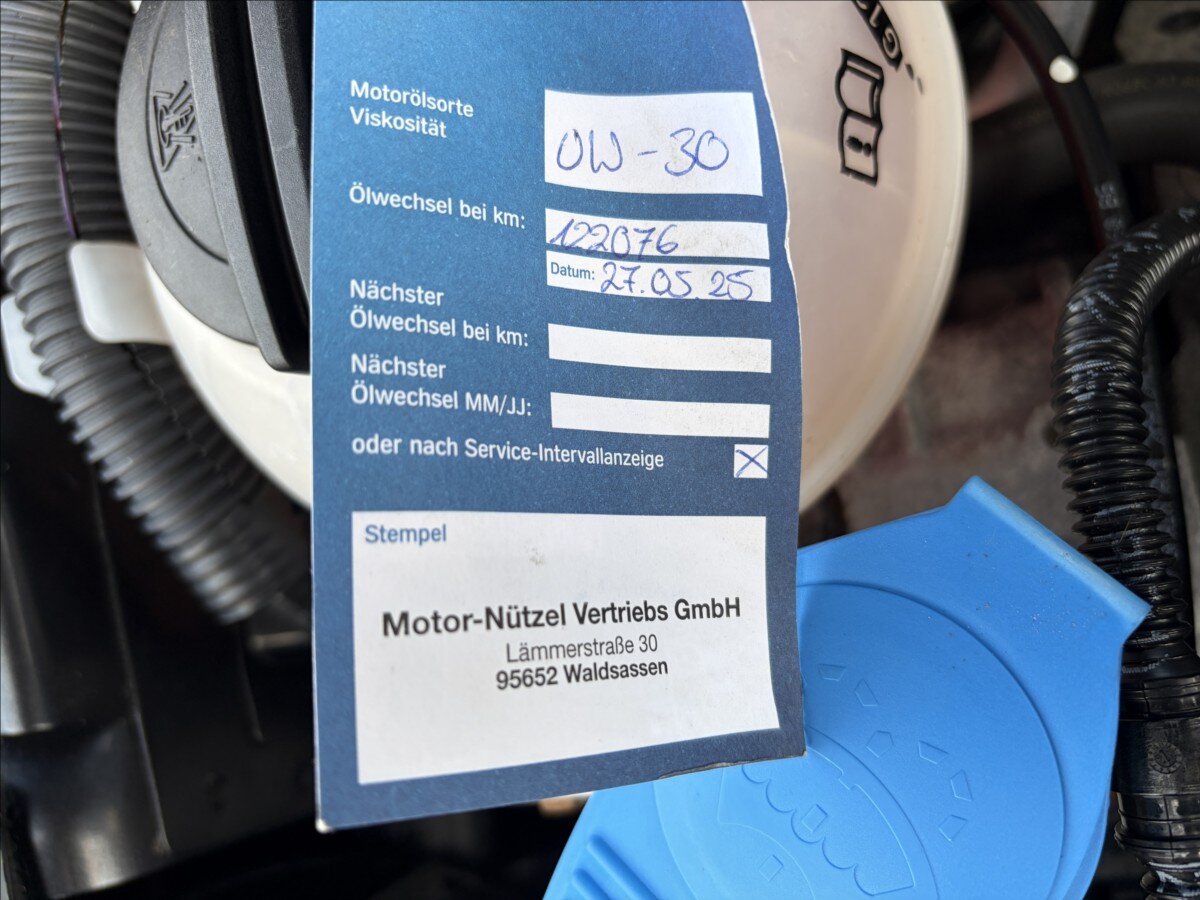 Motorölsorte
Viskosität
0W-30
Ölwechsel bei km:
122076
Datum: 27.05.25
Nächster
Ölwechsel bei km:
Nächster
Ölwechsel MM/JJ:
oder nach Service-Intervallanzeige
Stempel
Motor-Nützel Vertriebs GmbH
Lämmerstraße 30
95652 Waldsassen